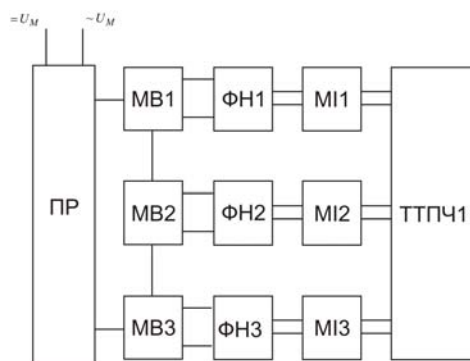 =U_M ~U_M
МВ1 ФН1 МІ1
ПР МВ2 ФН2 МІ2 ТТПЧ1
МВ3 ФН3 МІ3